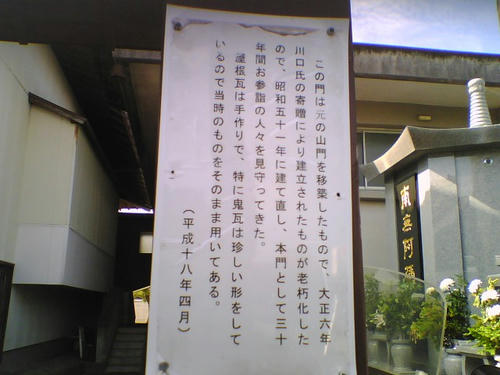 この門は元の山門を移築したもので、大正六年
川口氏の寄贈により建立されたものが老朽化した
ので、昭和五十一年に建て直し、本門として三十
年間お参詣の人々を見守ってきた。
屋根瓦は手作りで、特に鬼瓦は珍しい形をして
いるので当時のものをそのまま用いてある。
（平成十八年四月）
南無阿弥